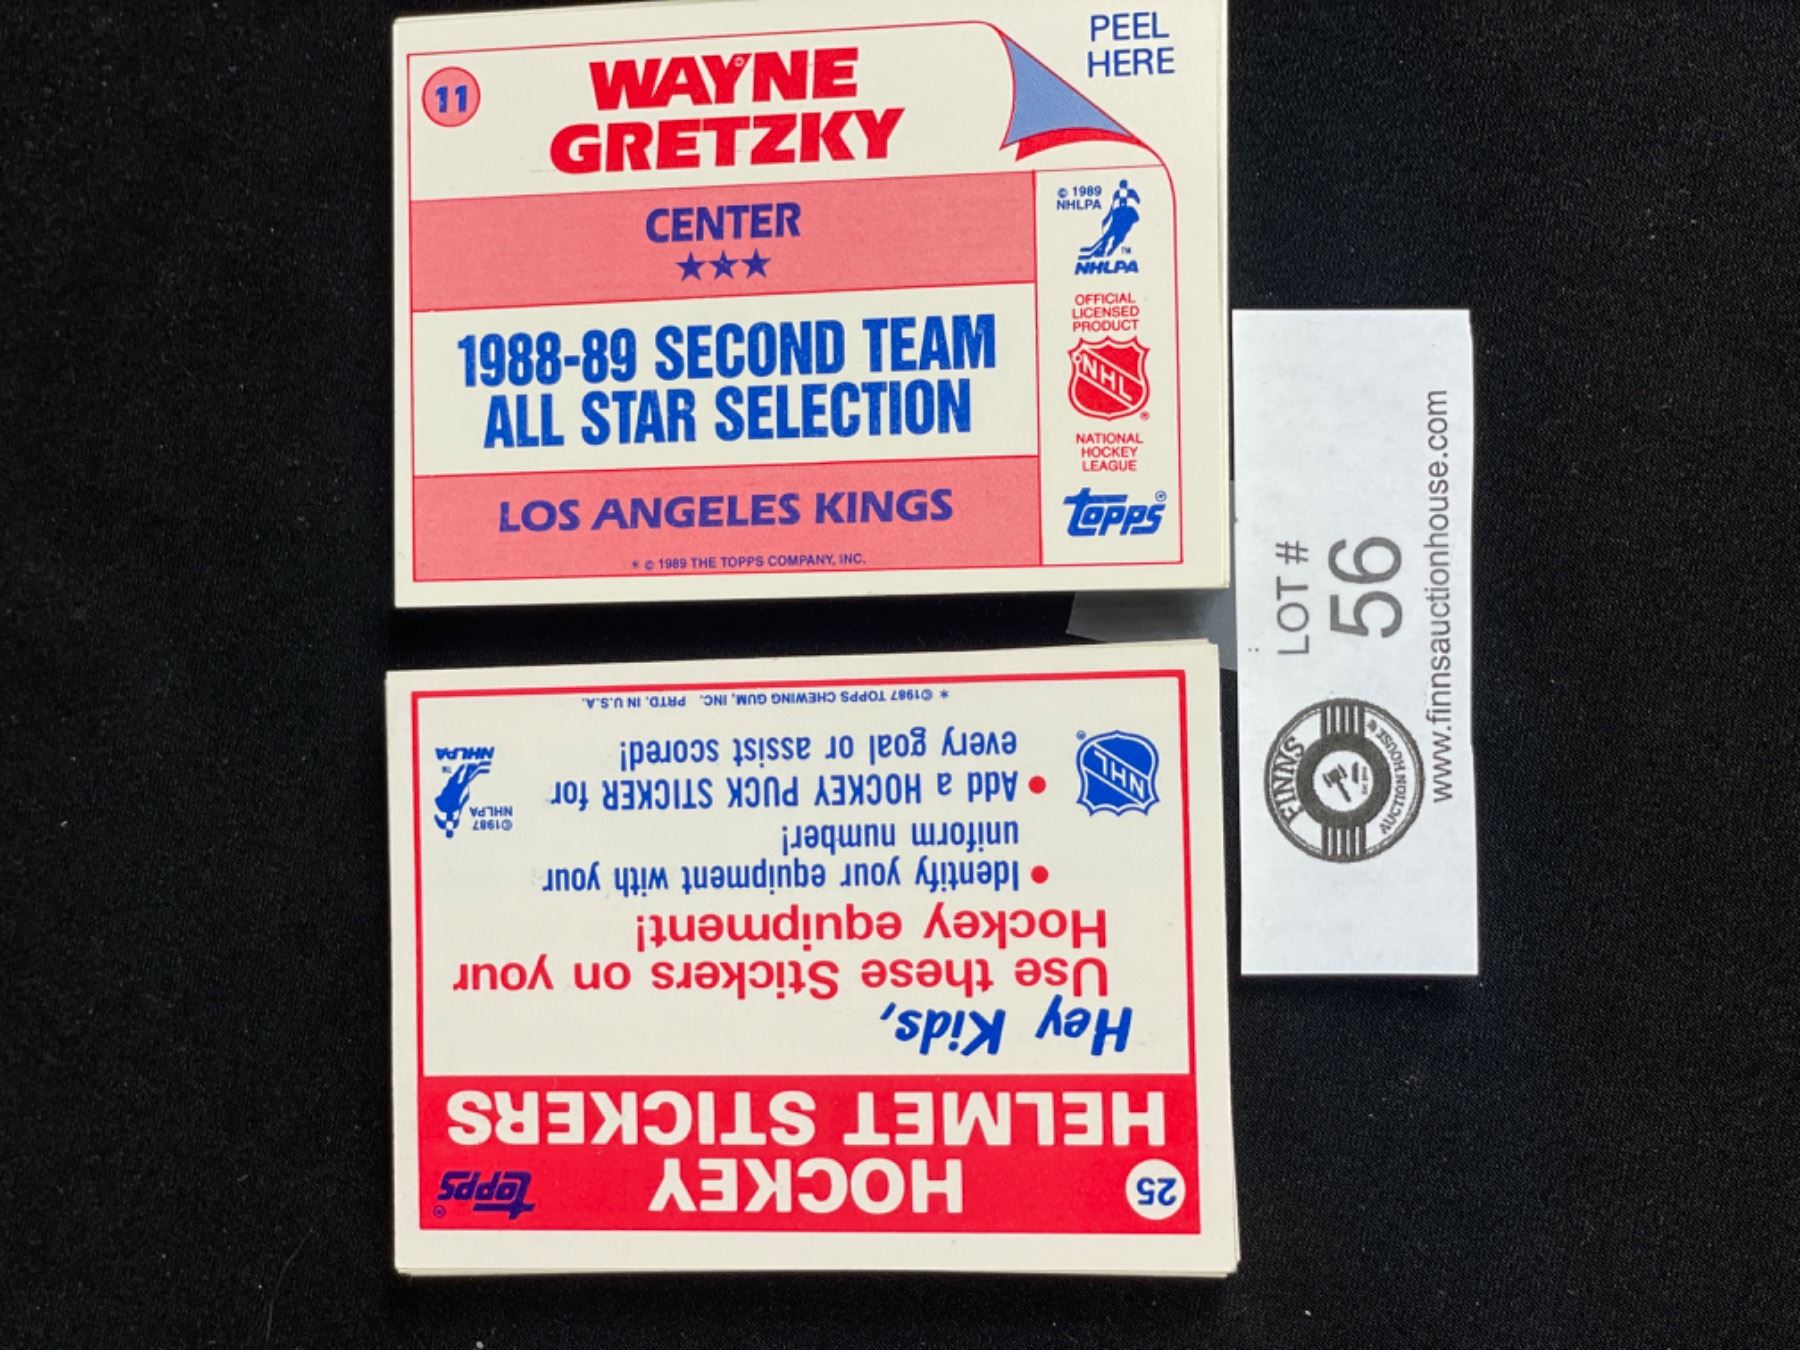 PEEL
HERE
11
WAYNE
GRETZKY
CENTER
1988-89 SECOND TEAM
ALL STAR SELECTION
LOS ANGELES KINGS
* © 1989 THE TOPPS COMPANY, INC.
© 1989
NHLPA
TM
NHLPA
OFFICIAL
LICENSED
PRODUCT
NHL
®
NATIONAL
HOCKEY
LEAGUE
topps®
25
HOCKEY
HELMET STICKERS
topps®
Hey Kids,
Use these Stickers on your
Hockey equipment!
• Identify your equipment with your
uniform number!
• Add a HOCKEY PUCK STICKER for
every goal or assist scored!
NHL
®
©1987
NHLPA
TM
NHLPA
* ©1987 TOPPS CHEWING GUM, INC. PRTD. IN U.S.A.
LOT #
56
www.finnsauctionhouse.com
FINNS
AUCTION HOUSE